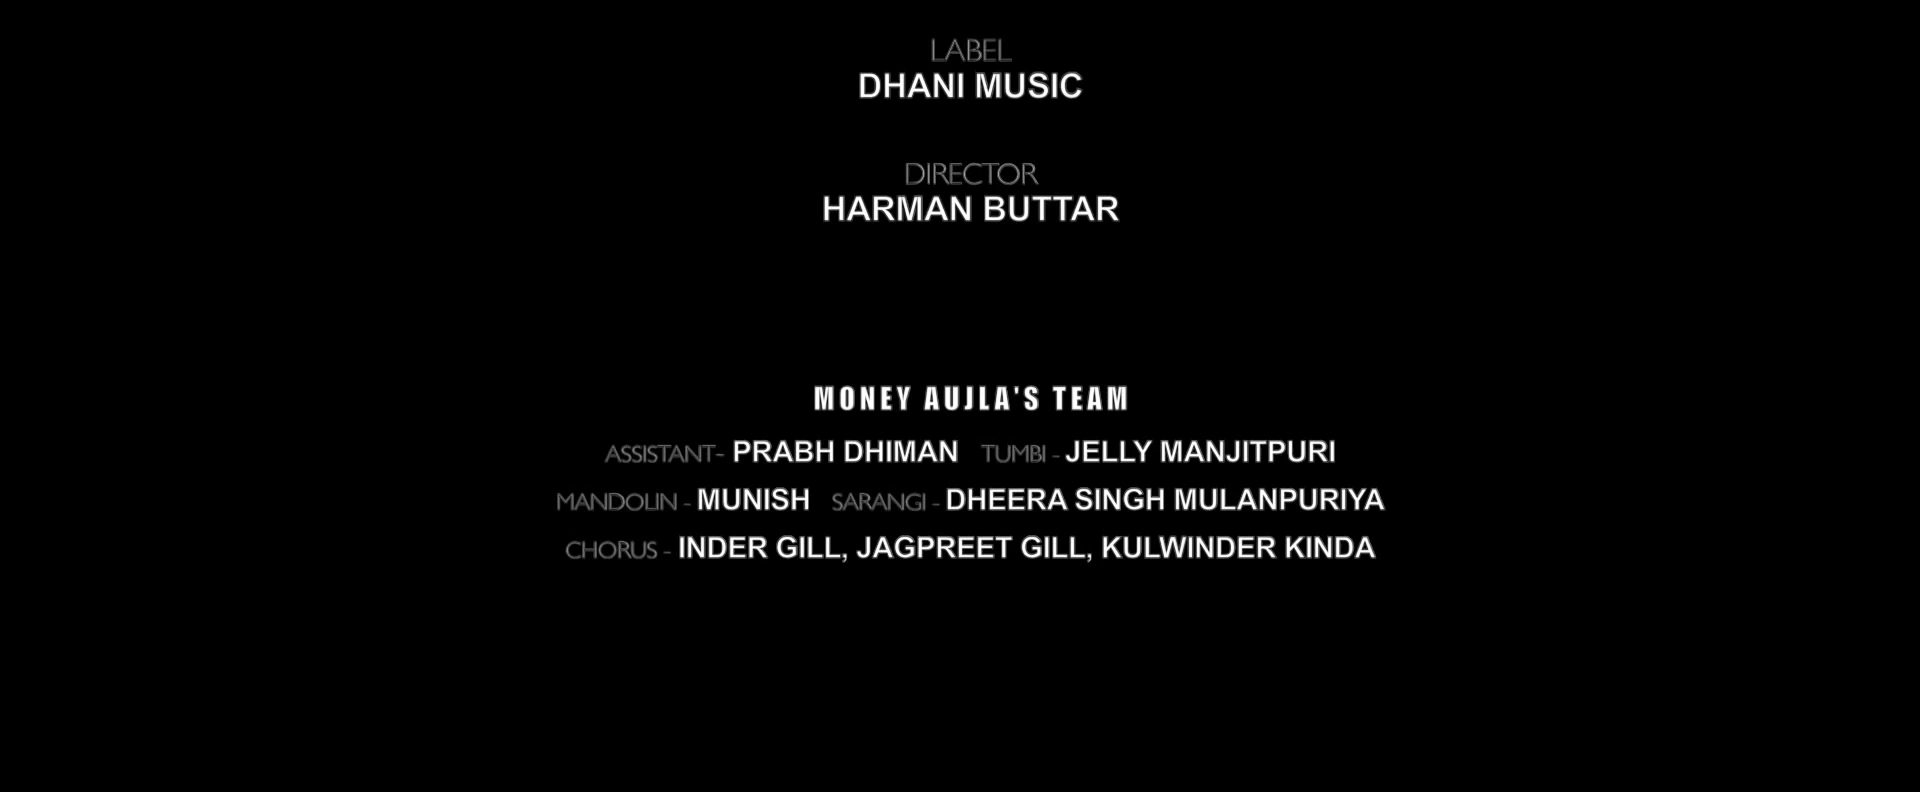 LABEL
DHANI MUSIC
DIRECTOR
HARMAN BUTTAR
MONEY AUJLA'S TEAM
ASSISTANT- PRABH DHIMAN TUMBI - JELLY MANJITPURI
MANDOLIN - MUNISH SARANGI - DHEERA SINGH MULANPURIYA
CHORUS - INDER GILL, JAGPREET GILL, KULWINDER KINDA